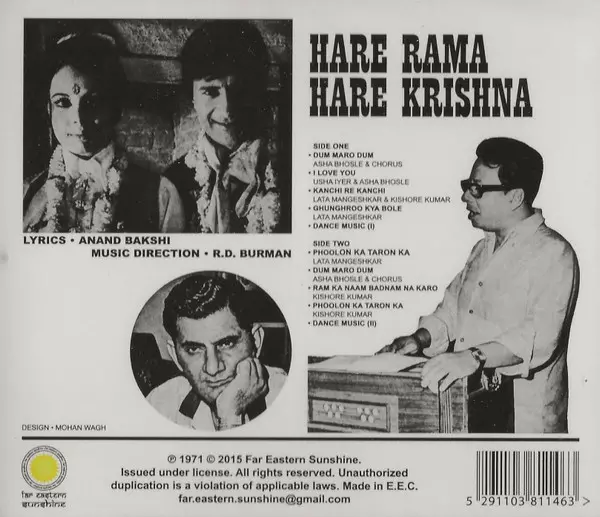 HARE RAMA
HARE KRISHNA
SIDE ONE
• DUM MARO DUM
ASHA BHOSLE & CHORUS
• I LOVE YOU
USHA IYER & ASHA BHOSLE
• KANCHI RE KANCHI
LATA MANGESHKAR & KISHORE KUMAR
• GHUNGHROO KYA BOLE
LATA MANGESHKAR
• DANCE MUSIC (I)
SIDE TWO
• PHOOLON KA TARON KA
LATA MANGESHKAR
• DUM MARO DUM
ASHA BHOSLE & CHORUS
• RAM KA NAAM BADNAM NA KARO
KISHORE KUMAR
• PHOOLON KA TARON KA
KISHORE KUMAR
• DANCE MUSIC (II)
LYRICS • ANAND BAKSHI
MUSIC DIRECTION • R.D. BURMAN
DESIGN • MOHAN WAGH
far eastern
sunshine
℗ 1971 © 2015 Far Eastern Sunshine.
Issued under license. All rights reserved. Unauthorized
duplication is a violation of applicable laws. Made in E.E.C.
far.eastern.sunshine@gmail.com
5 291103 811463 >